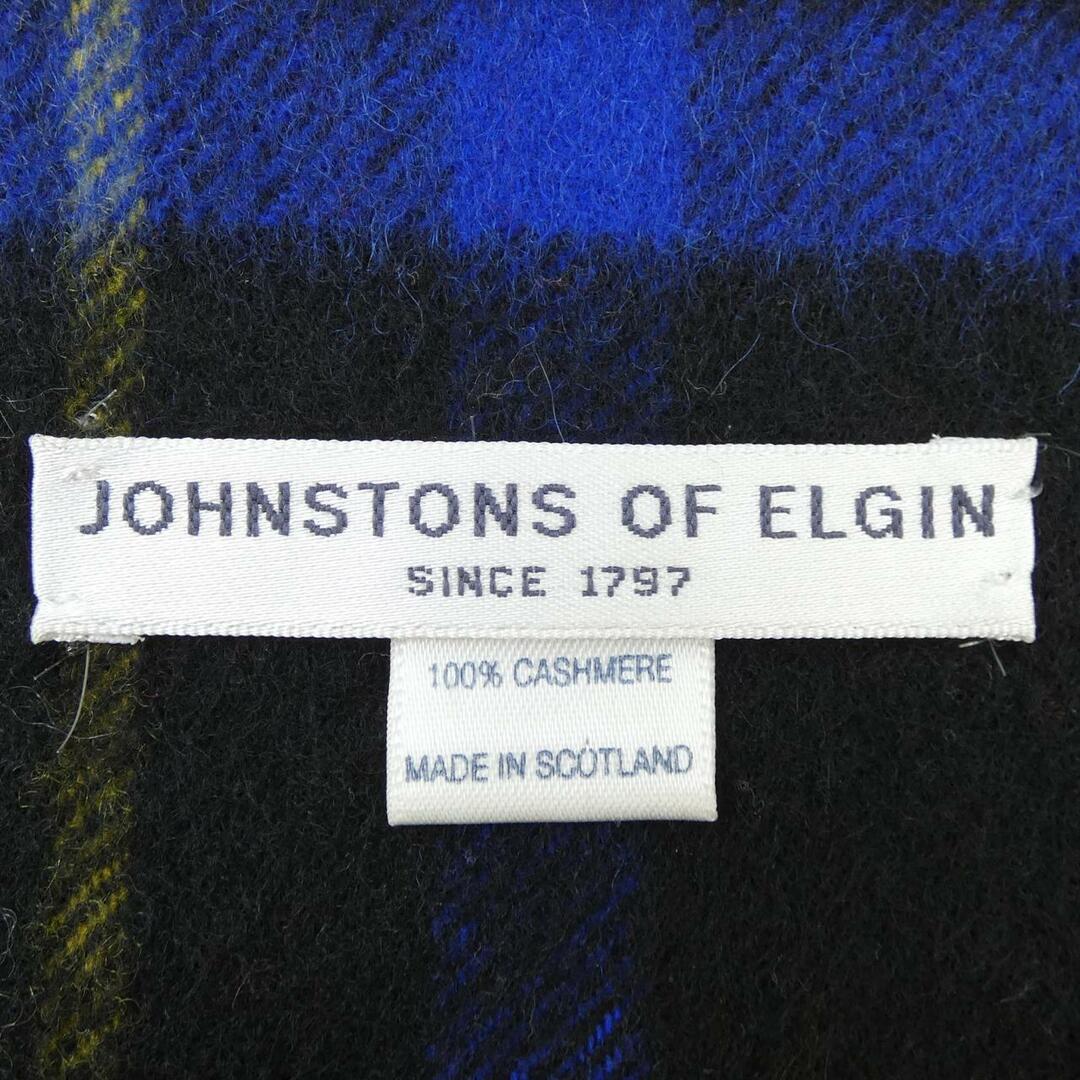 JOHNSTONS OF ELGIN
SINCE 1797
100% CASHMERE
MADE IN SCOTLAND